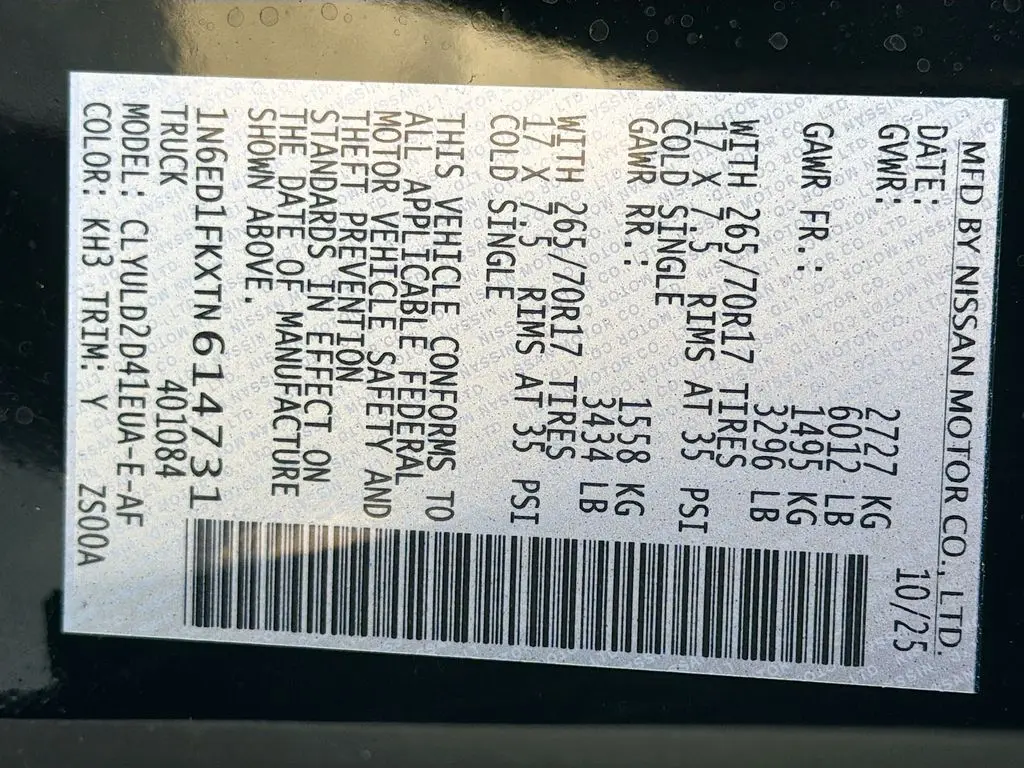 MFD BY NISSAN MOTOR CO., LTD.
DATE: 10/25
GVWR: 2727 KG
6012 LB
GAWR FR.: 1495 KG
3296 LB
WITH 265/70R17 TIRES
17 X 7.5 RIMS AT 35 PSI
COLD SINGLE
GAWR RR.: 1558 KG
3434 LB
WITH 265/70R17 TIRES
17 X 7.5 RIMS AT 35 PSI
COLD SINGLE
THIS VEHICLE CONFORMS TO
ALL APPLICABLE FEDERAL
MOTOR VEHICLE SAFETY AND
THEFT PREVENTION
STANDARDS IN EFFECT ON
THE DATE OF MANUFACTURE
SHOWN ABOVE.
1N6ED1FKXTN614731
TRUCK 401084
MODEL: CLYULD2D41EUA-E-AF
COLOR: KH3 TRIM: Y ZS00A